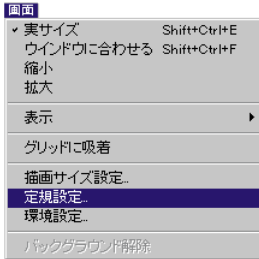 画面
実サイズ Shift+Ctrl+E
ウインドウに合わせる Shift+Ctrl+F
縮小
拡大
表示
グリッドに吸着
描画サイズ設定...
定規設定...
環境設定...
バックグラウンド解除